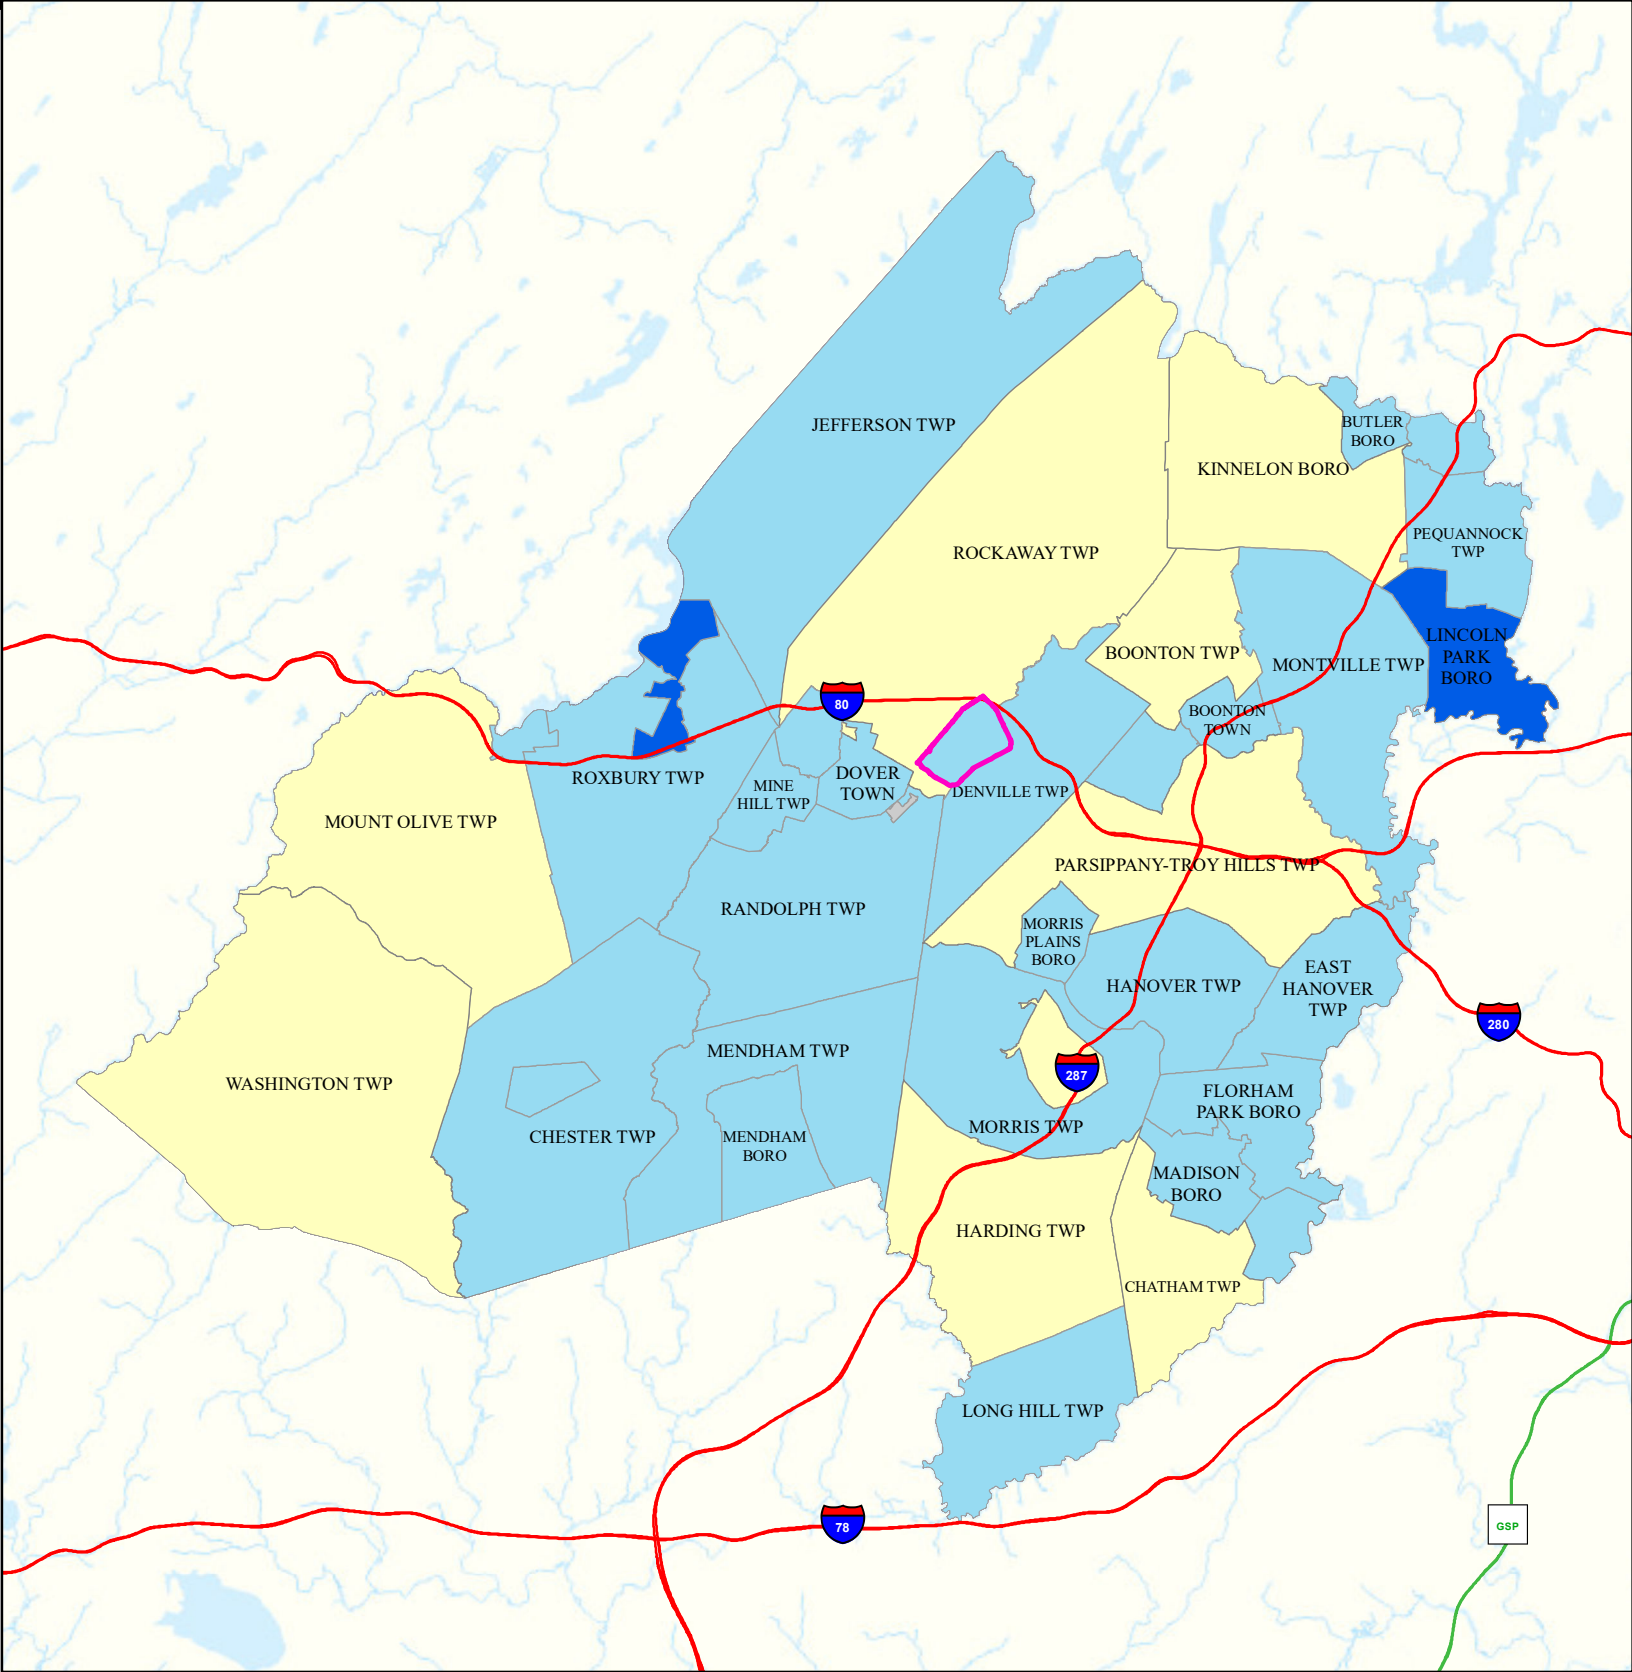 JEFFERSON TWP
BUTLER
BORO
KINNELON BORO
PEQUANNOCK
TWP
ROCKAWAY TWP
LINCOLN
PARK
BORO
BOONTON TWP
MONTVILLE TWP
80
BOONTON
TOWN
ROXBURY TWP
MINE
HILL TWP
DOVER
TOWN
DENVILLE TWP
MOUNT OLIVE TWP
PARSIPPANY-TROY HILLS TWP
RANDOLPH TWP
MORRIS
PLAINS
BORO
HANOVER TWP
EAST
HANOVER
TWP
280
MENDHAM TWP
287
WASHINGTON TWP
FLORHAM
PARK BORO
CHESTER TWP
MENDHAM
BORO
MORRIS TWP
MADISON
BORO
HARDING TWP
CHATHAM TWP
LONG HILL TWP
78
GSP